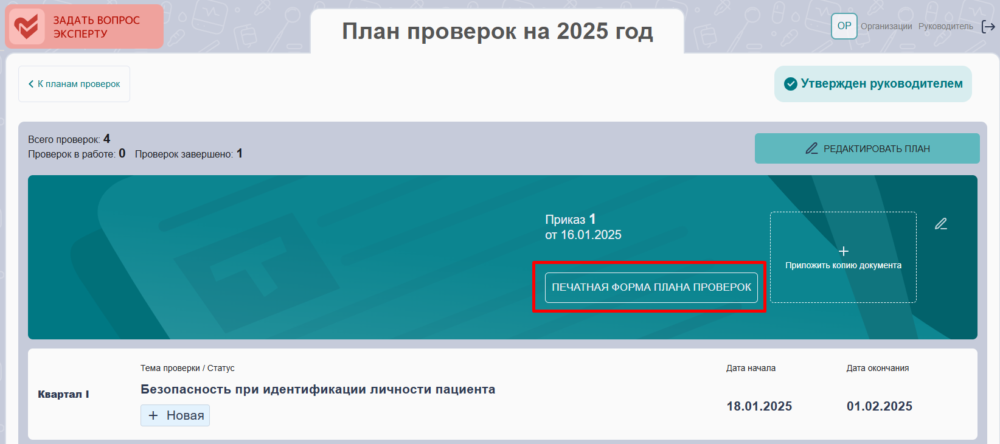 ЗАДАТЬ ВОПРОС
ЭКСПЕРТУ
План проверок на 2025 год
ОР
Организации
Руководитель
К планам проверок
Утвержден руководителем
Всего проверок: 4
Проверок в работе: 0 Проверок завершено: 1
РЕДАКТИРОВАТЬ ПЛАН
Приказ 1
от 16.01.2025
ПЕЧАТНАЯ ФОРМА ПЛАНА ПРОВЕРОК
+
Приложить копию документа
Квартал I
Тема проверки / Статус
Безопасность при идентификации личности пациента
+ Новая
Дата начала
18.01.2025
Дата окончания
01.02.2025